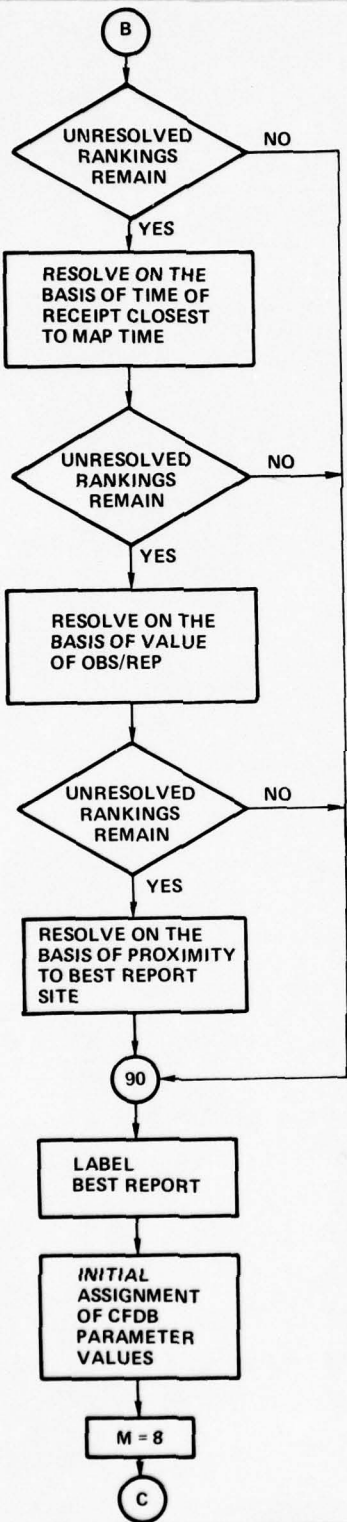 B
UNRESOLVED
RANKINGS
REMAIN
NO
YES
RESOLVE ON THE
BASIS OF TIME OF
RECEIPT CLOSEST
TO MAP TIME
UNRESOLVED
RANKINGS
REMAIN
NO
YES
RESOLVE ON THE
BASIS OF VALUE
OF OBS/REP
UNRESOLVED
RANKINGS
REMAIN
NO
YES
RESOLVE ON THE
BASIS OF PROXIMITY
TO BEST REPORT
SITE
90
LABEL
BEST REPORT
INITIAL
ASSIGNMENT
OF CFDB
PARAMETER
VALUES
M = 8
C